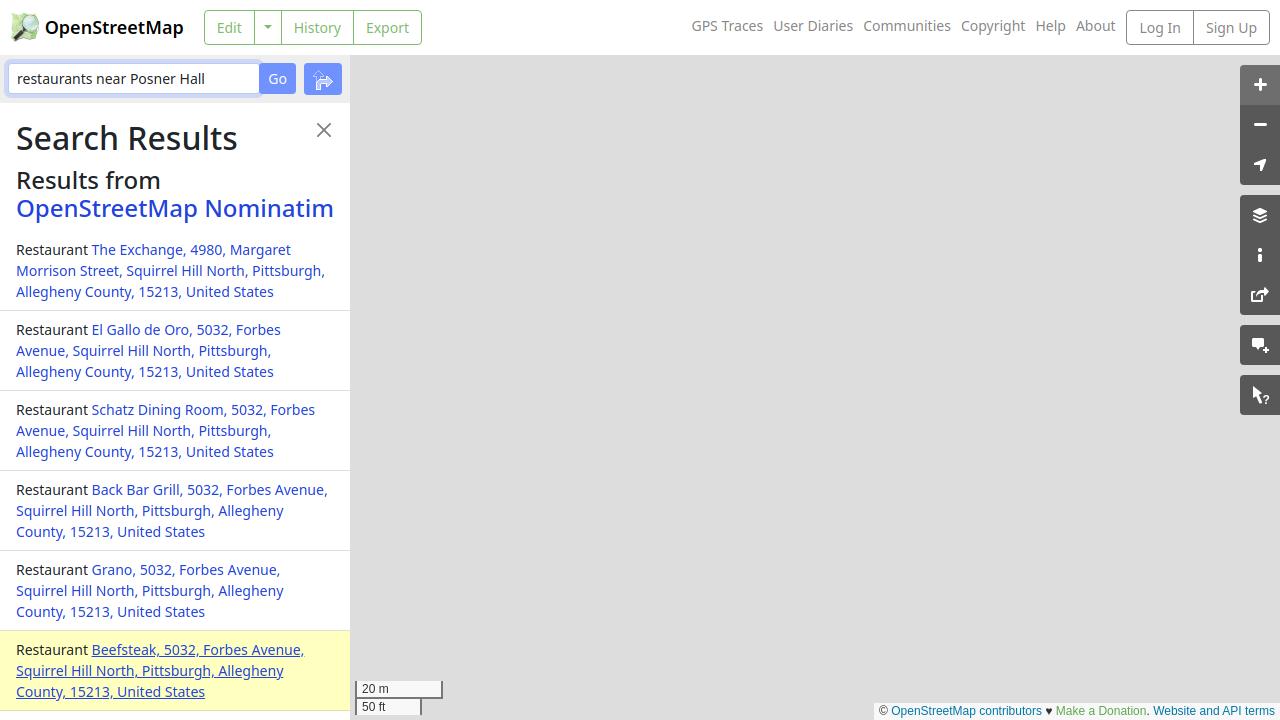 OpenStreetMap
Edit
History
Export
GPS Traces
User Diaries
Communities
Copyright
Help
About
Log In
Sign Up
restaurants near Posner Hall
Go
Search Results
Results from
OpenStreetMap Nominatim
Restaurant The Exchange, 4980, Margaret
Morrison Street, Squirrel Hill North, Pittsburgh,
Allegheny County, 15213, United States
Restaurant El Gallo de Oro, 5032, Forbes
Avenue, Squirrel Hill North, Pittsburgh,
Allegheny County, 15213, United States
Restaurant Schatz Dining Room, 5032, Forbes
Avenue, Squirrel Hill North, Pittsburgh,
Allegheny County, 15213, United States
Restaurant Back Bar Grill, 5032, Forbes Avenue,
Squirrel Hill North, Pittsburgh, Allegheny
County, 15213, United States
Restaurant Grano, 5032, Forbes Avenue,
Squirrel Hill North, Pittsburgh, Allegheny
County, 15213, United States
Restaurant Beefsteak, 5032, Forbes Avenue,
Squirrel Hill North, Pittsburgh, Allegheny
County, 15213, United States
20 m
50 ft
© OpenStreetMap contributors ♥ Make a Donation. Website and API terms